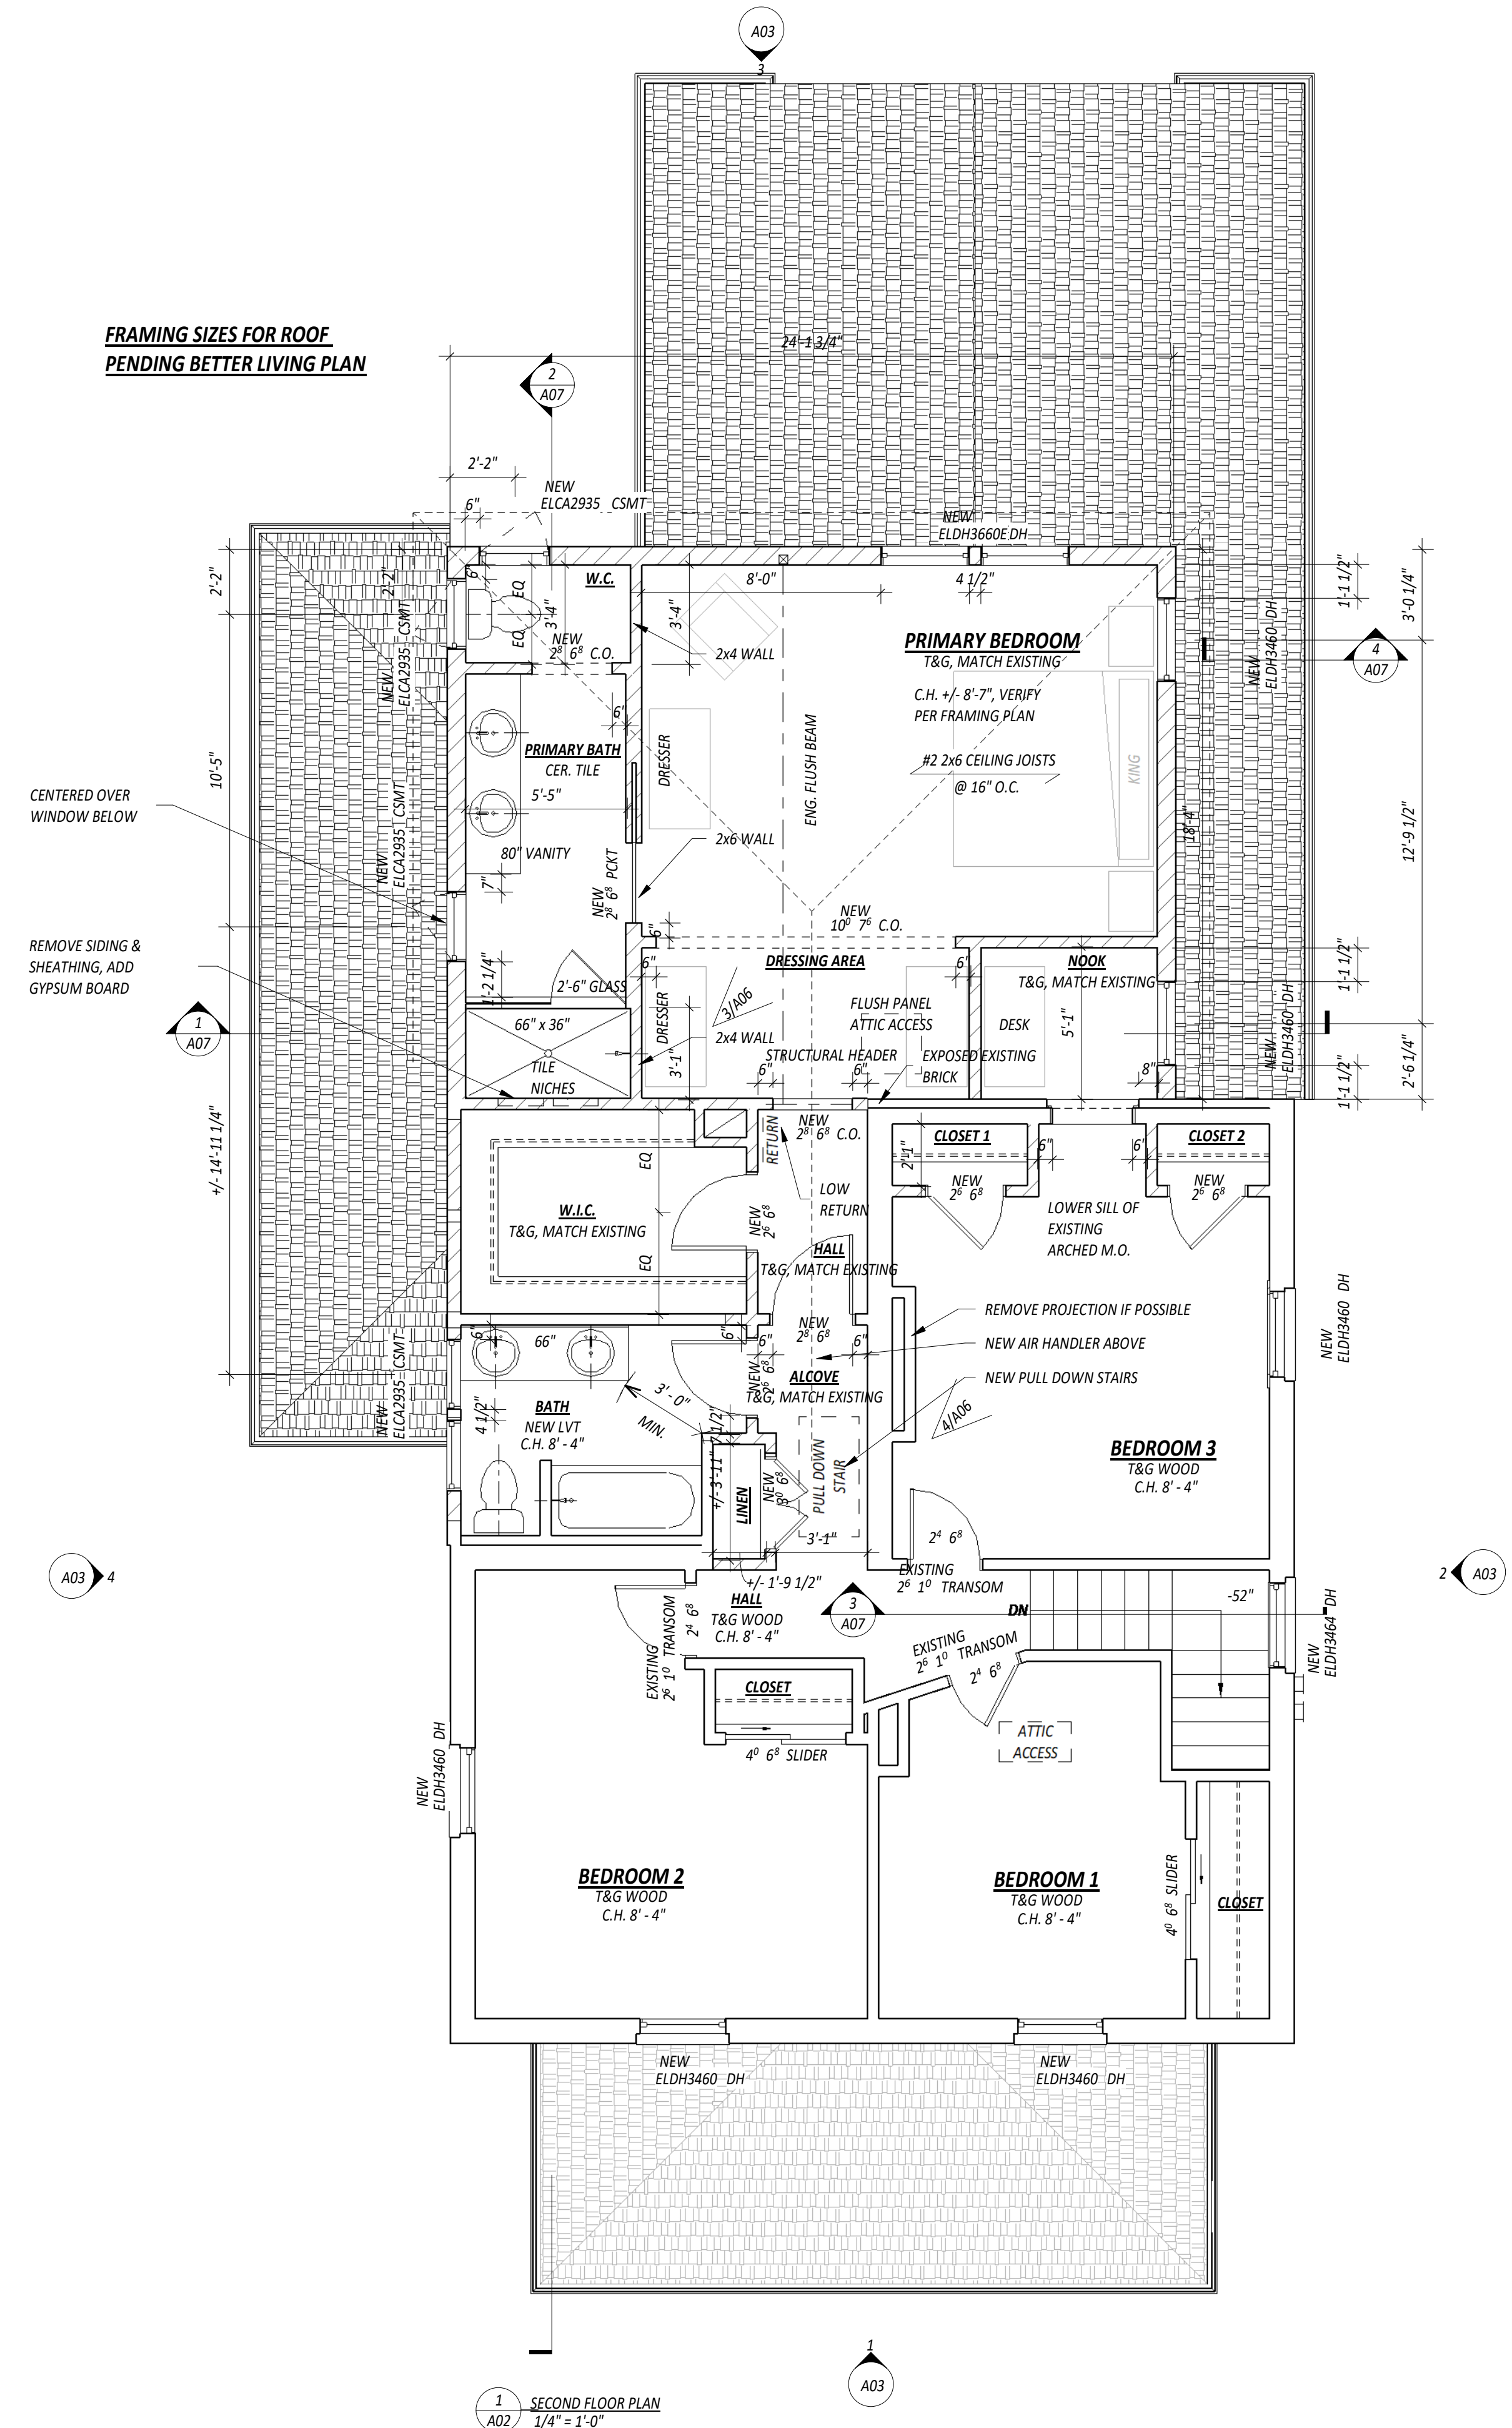 A03
3
FRAMING SIZES FOR ROOF
PENDING BETTER LIVING PLAN
24'-1 3/4"
2
A07
2'-2"
6"
NEW
ELCA2935 CSMT
NEW
ELDH3660E DH
2'-2"
2'-2"
6"
EQ
EQ
3'-4"
W.C.
NEW
2⁸ 6⁸ C.O.
3'-4"
8'-0"
4 1/2"
2x4 WALL
PRIMARY BEDROOM
T&G, MATCH EXISTING
C.H. +/- 8'-7", VERIFY
PER FRAMING PLAN
#2 2x6 CEILING JOISTS
@ 16" O.C.
KING
ENG. FLUSH BEAM
1'-1 1/2"
3'-0 1/4"
NEW
ELDH3460 DH
4
A07
NEW
ELCA2935 CSMT
6"
PRIMARY BATH
CER. TILE
5'-5"
DRESSER
80" VANITY
7"
NEW
2⁸ 6⁸ PCKT
2x6 WALL
10'-5"
CENTERED OVER
WINDOW BELOW
NEW
ELCA2935 CSMT
18'-4"
12'-9 1/2"
NEW
10⁰ 7⁶ C.O.
6"
REMOVE SIDING &
SHEATHING, ADD
GYPSUM BOARD
1
A07
1'-2 1/4"
2'-6" GLASS
66" x 36"
TILE
NICHES
6"
DRESSING AREA
6"
DRESSER
3/A06
2x4 WALL
3'-1"
FLUSH PANEL
ATTIC ACCESS
STRUCTURAL HEADER
6"
6"
EXPOSED EXISTING
BRICK
NOOK
T&G, MATCH EXISTING
DESK
5'-1"
8"
1'-1 1/2"
NEW
ELDH3460 DH
1'-1 1/2"
2'-6 1/4"
+/- 14'-11 1/4"
RETURN
NEW
2⁸ 6⁸ C.O.
LOW
RETURN
CLOSET 1
2'-1"
NEW
2⁶ 6⁸
6"
6"
CLOSET 2
NEW
2⁶ 6⁸
LOWER SILL OF
EXISTING
ARCHED M.O.
EQ
W.I.C.
T&G, MATCH EXISTING
EQ
NEW
2⁶ 6⁸
HALL
T&G, MATCH EXISTING
REMOVE PROJECTION IF POSSIBLE
NEW AIR HANDLER ABOVE
NEW PULL DOWN STAIRS
NEW
ELDH3460 DH
NEW
2⁸ 6⁸
6"
6"
6"
6"
66"
NEW
2⁶ 6⁸
ALCOVE
T&G, MATCH EXISTING
3'- 0"
MIN.
NEW
ELCA2935 CSMT
4 1/2"
BATH
NEW LVT
C.H. 8' - 4"
7 1/2"
+/- 3'-11"
LINEN
NEW
3⁰ 6⁸
PULL DOWN
STAIR
4/A06
BEDROOM 3
T&G WOOD
C.H. 8' - 4"
3'-1"
2⁴ 6⁸
EXISTING
2⁶ 1⁰ TRANSOM
+/- 1'-9 1/2"
A03
4
2
A03
HALL
T&G WOOD
C.H. 8' - 4"
3
A07
DN
-52"
NEW
ELDH3464 DH
2⁴ 6⁸
EXISTING
2⁶ 1⁰ TRANSOM
EXISTING
2⁶ 1⁰ TRANSOM
2⁴ 6⁸
CLOSET
4⁰ 6⁸ SLIDER
ATTIC
ACCESS
NEW
ELDH3460 DH
BEDROOM 2
T&G WOOD
C.H. 8' - 4"
BEDROOM 1
T&G WOOD
C.H. 8' - 4"
4⁰ 6⁸ SLIDER
CLOSET
NEW
ELDH3460 DH
NEW
ELDH3460 DH
1
A03
1
A02
SECOND FLOOR PLAN
1/4" = 1'-0"